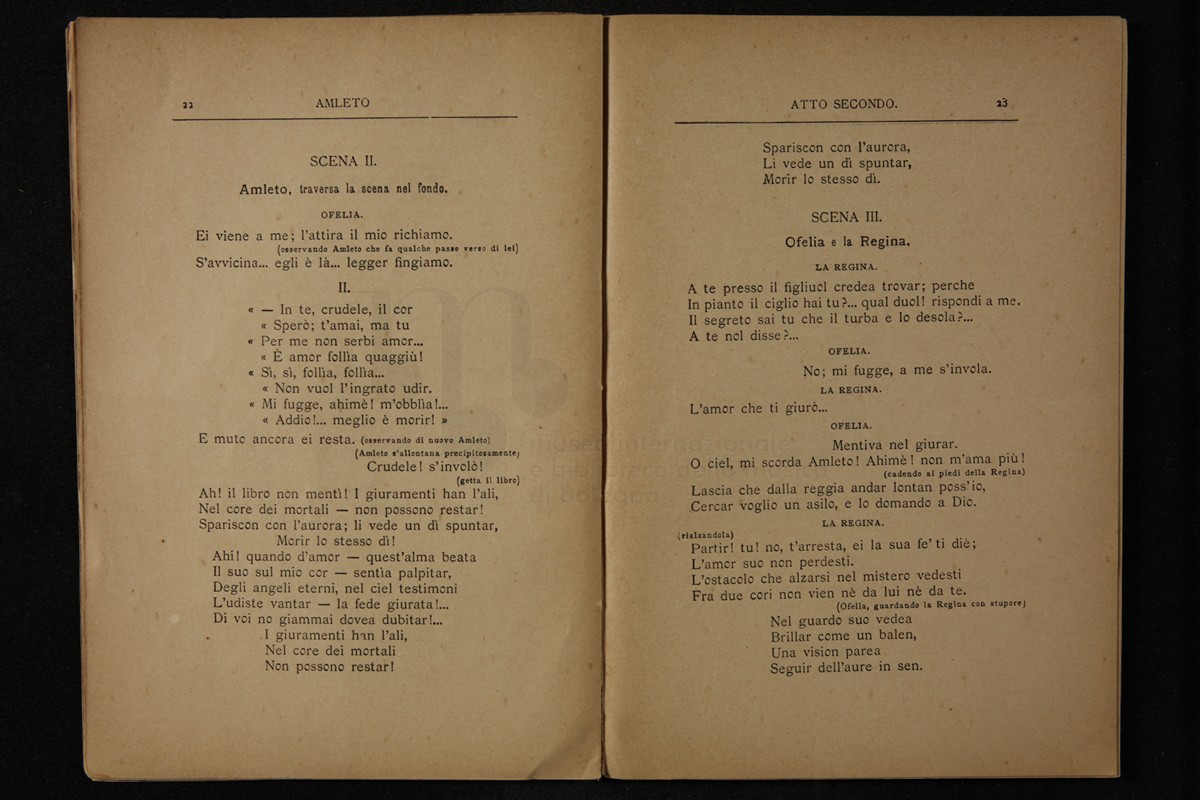 22
AMLETO
SCENA II.
Amleto, traversa la scena nel fondo.
OFELIA.
Ei viene a me; l'attira il mio richiamo.
(osservando Amleto che fa qualche passo verso di lei)
S'avvicina... egli è là... legger fingiamo.
II.
« — In te, crudele, il cor
« Sperò; t'amai, ma tu
« Per me non serbi amor...
« È amor follìa quaggiù!
« Sì, sì, follìa, follìa...
« Non vuol l'ingrato udir.
« Mi fugge, ahimè! m'obblìa!...
« Addio!... meglio è morir! »
E muto ancora ei resta. (osservando di nuovo Amleto)
(Amleto s'allontana precipitosamente)
Crudele! s'involò!
(getta il libro)
Ah! il libro non mentì! I giuramenti han l'ali,
Nel core dei mortali — non possono restar!
Spariscon con l'aurora; li vede un dì spuntar,
Morir lo stesso dì!
Ahi! quando d'amor — quest'alma beata
Il suo sul mio cor — sentìa palpitar,
Degli angeli eterni, nel ciel testimoni
L'udiste vantar — la fede giurata!...
Di voi no giammai dovea dubitar!...
I giuramenti han l'ali,
Nel core dei mortali
Non possono restar!
ATTO SECONDO.
23
Spariscon con l'aurora,
Li vede un dì spuntar,
Morir lo stesso dì.
SCENA III.
Ofelia e la Regina.
LA REGINA.
A te presso il figliuol credea trovar; perche
In pianto il ciglio hai tu?... qual duol! rispondi a me.
Il segreto sai tu che il turba e lo desola?...
A te nol disse?...
OFELIA.
No; mi fugge, a me s'invola.
LA REGINA.
L'amor che ti giurò...
OFELIA.
Mentiva nel giurar.
O ciel, mi scorda Amleto! Ahimè! non m'ama più!
(cadendo ai piedi della Regina)
Lascia che dalla reggia andar lontan poss'io,
Cercar voglio un asilo, e lo domando a Dio.
LA REGINA.
(rialzandola)
Partir! tu! no, t'arresta, ei la sua fe' ti diè;
L'amor suo non perdesti.
L'ostacolo che alzarsi nel mistero vedesti
Fra due cori non vien nè da lui nè da te.
(Ofelia, guardando la Regina con stupore)
Nel guardo suo vedea
Brillar come un balen,
Una vision parea
Seguir dell'aure in sen.